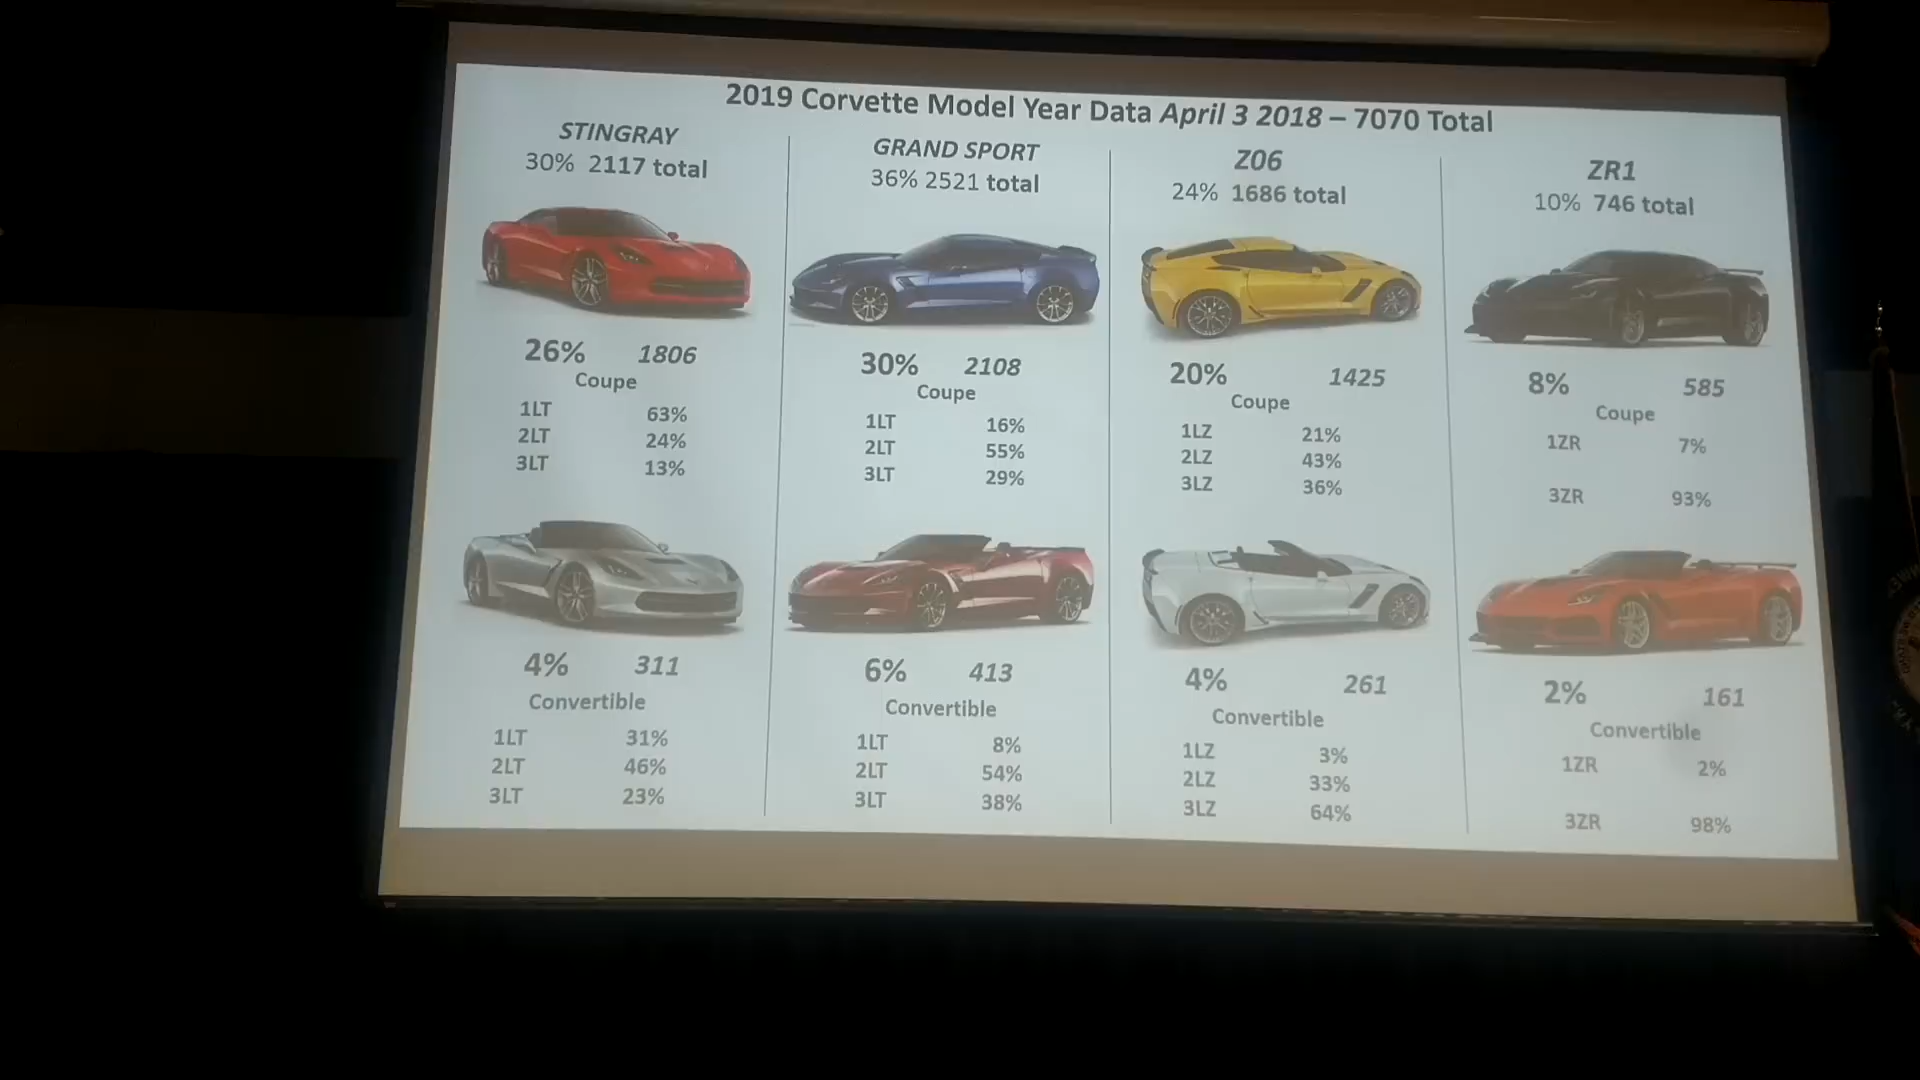 2019 Corvette Model Year Data April 3 2018 – 7070 Total
STINGRAY
30% 2117 total
26% 1806
Coupe
1LT 63%
2LT 24%
3LT 13%
4% 311
Convertible
1LT 31%
2LT 46%
3LT 23%
GRAND SPORT
36% 2521 total
30% 2108
Coupe
1LT 16%
2LT 55%
3LT 29%
6% 413
Convertible
1LT 8%
2LT 54%
3LT 38%
Z06
24% 1686 total
20% 1425
Coupe
1LZ 21%
2LZ 43%
3LZ 36%
4% 261
Convertible
1LZ 3%
2LZ 33%
3LZ 64%
ZR1
10% 746 total
8% 585
Coupe
1ZR 7%
3ZR 93%
2% 161
Convertible
1ZR 2%
3ZR 98%